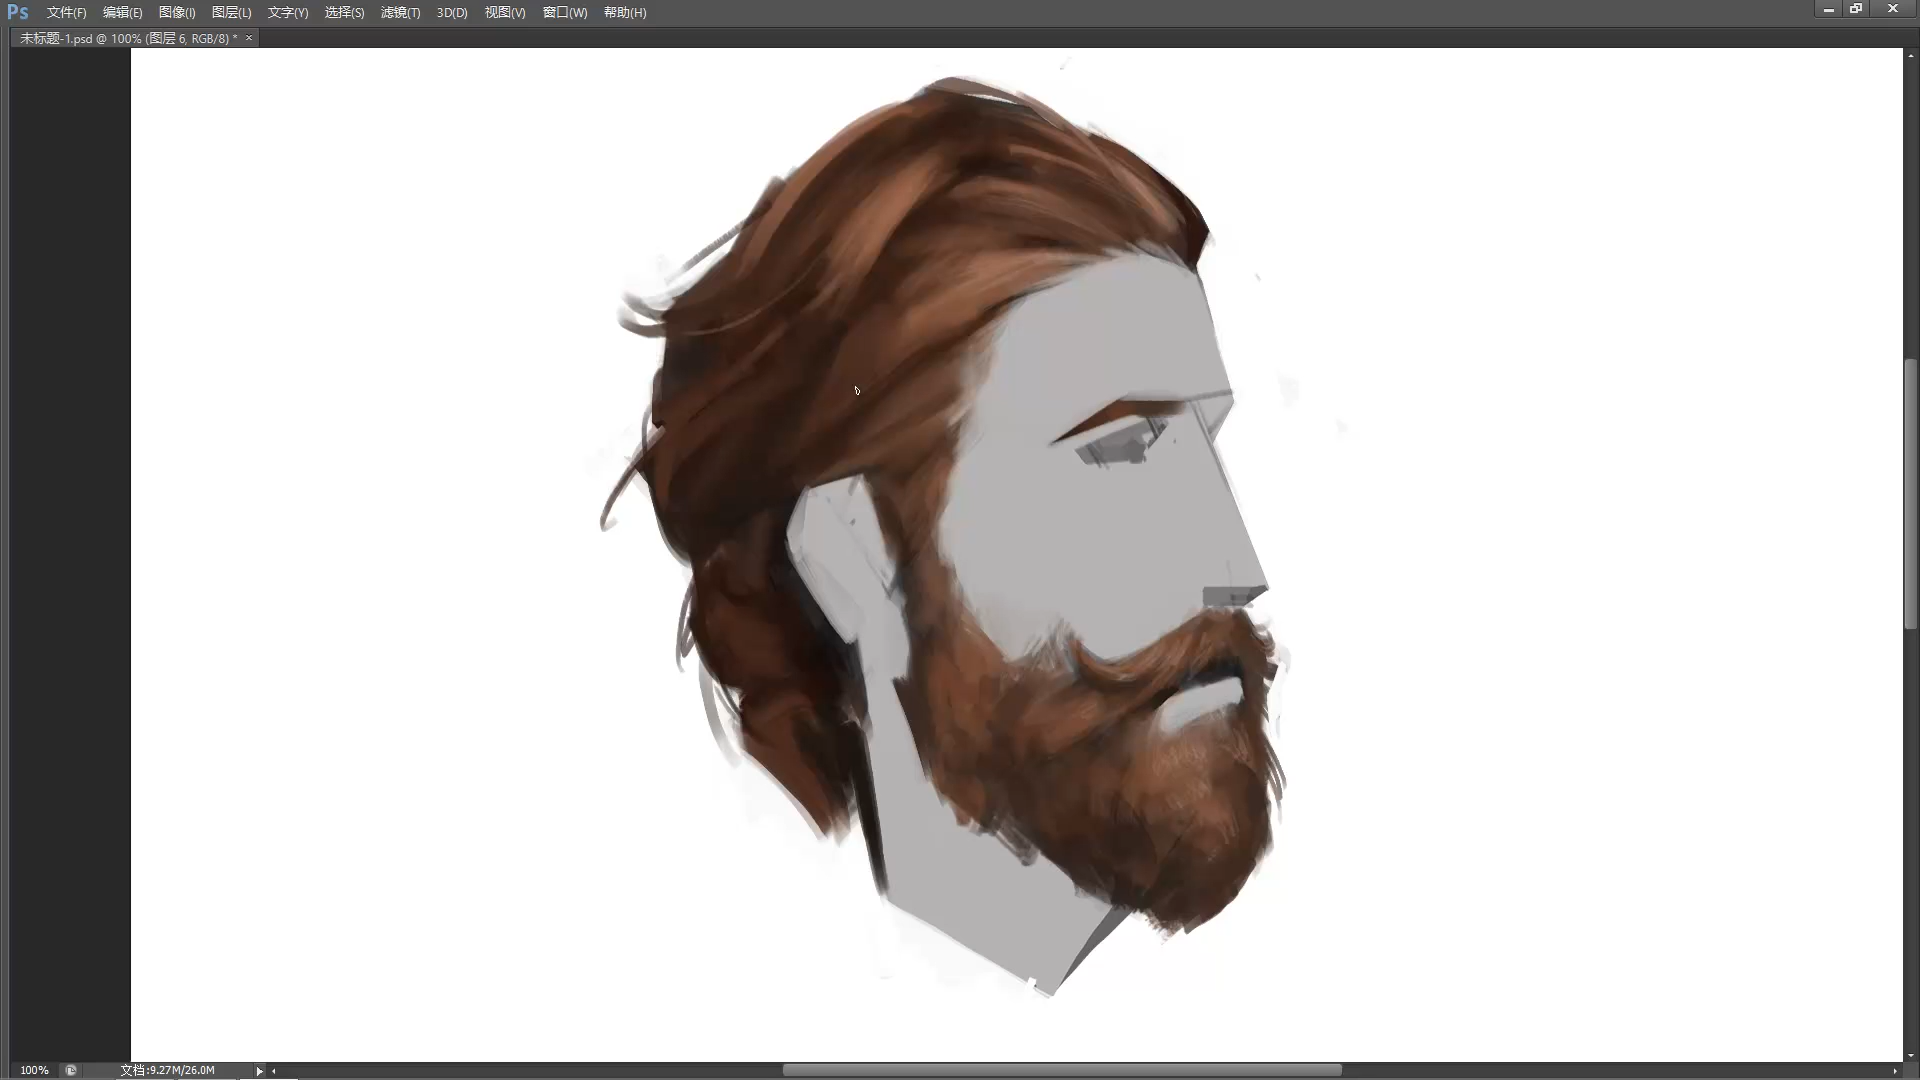 Ps 文件(F) 编辑(E) 图像(I) 图层(L) 文字(Y) 选择(S) 滤镜(T) 3D(D) 视图(V) 窗口(W) 帮助(H)
未标题-1.psd @ 100% (图层 6, RGB/8) * ×
100% 文档:9.27M/26.0M